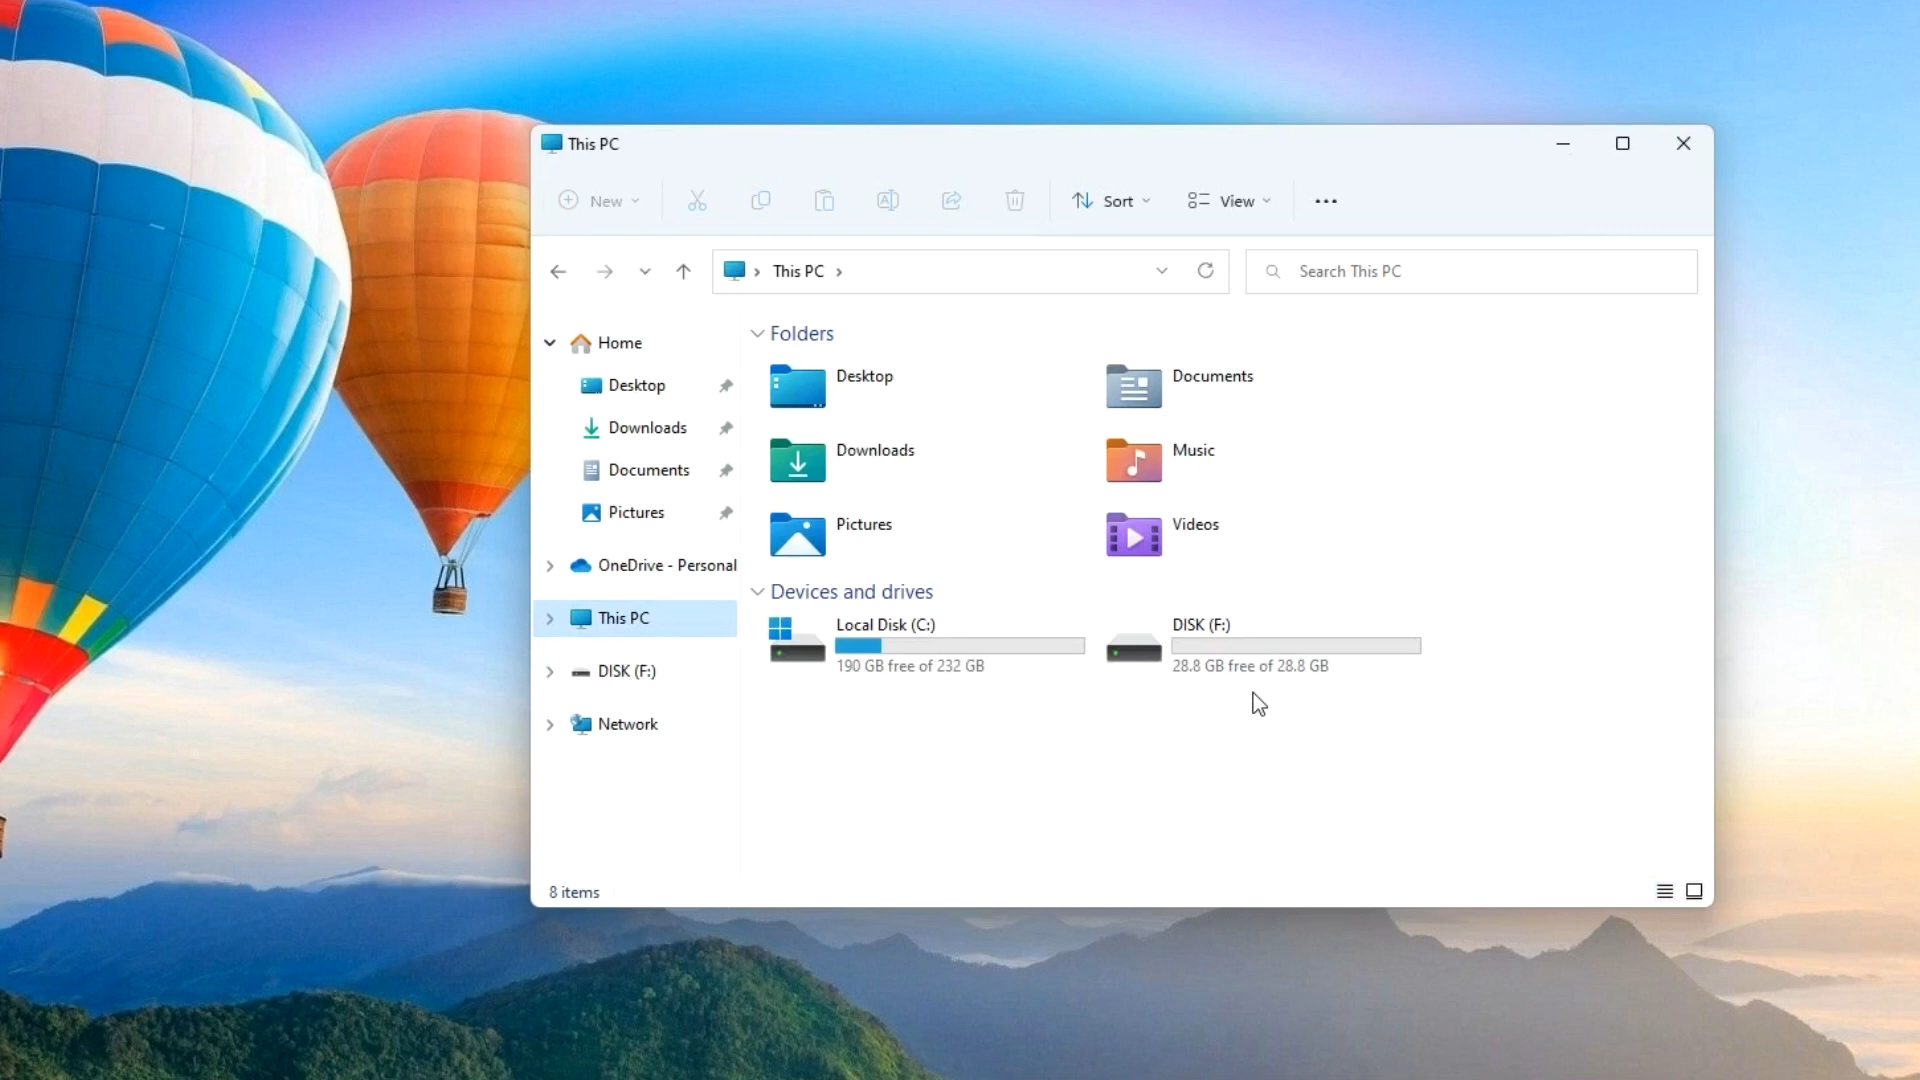 This PC
New
Sort
View
This PC
Search This PC
Home
Desktop
Downloads
Documents
Pictures
OneDrive - Personal
This PC
DISK (F:)
Network
Folders
Desktop
Documents
Downloads
Music
Pictures
Videos
Devices and drives
Local Disk (C:)
190 GB free of 232 GB
DISK (F:)
28.8 GB free of 28.8 GB
8 items